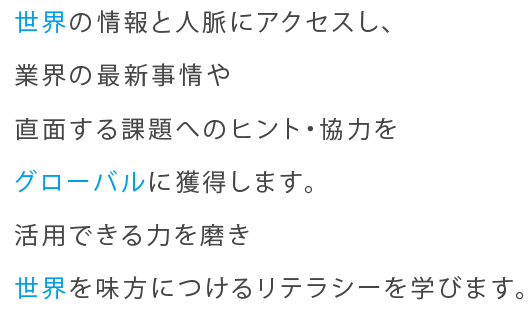 世界の情報と人脈にアクセスし、
業界の最新事情や
直面する課題へのヒント・協力を
グローバルに獲得します。
活用できる力を磨き
世界を味方につけるリテラシーを学びます。